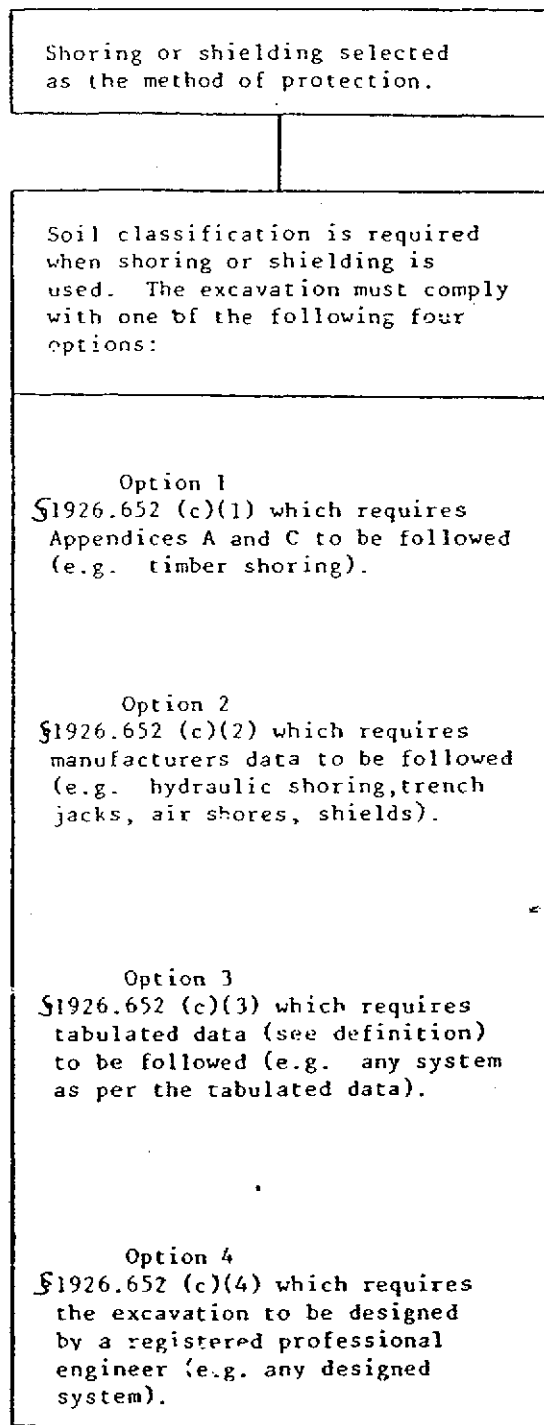 Shoring or shielding selected
as the method of protection.
Soil classification is required
when shoring or shielding is
used. The excavation must comply
with one of the following four
options:
Option 1
§1926.652 (c)(1) which requires
Appendices A and C to be followed
(e.g. timber shoring).
Option 2
§1926.652 (c)(2) which requires
manufacturers data to be followed
(e.g. hydraulic shoring,trench
jacks, air shores, shields).
Option 3
§1926.652 (c)(3) which requires
tabulated data (see definition)
to be followed (e.g. any system
as per the tabulated data).
Option 4
§1926.652 (c)(4) which requires
the excavation to be designed
by a registered professional
engineer (e.g. any designed
system).